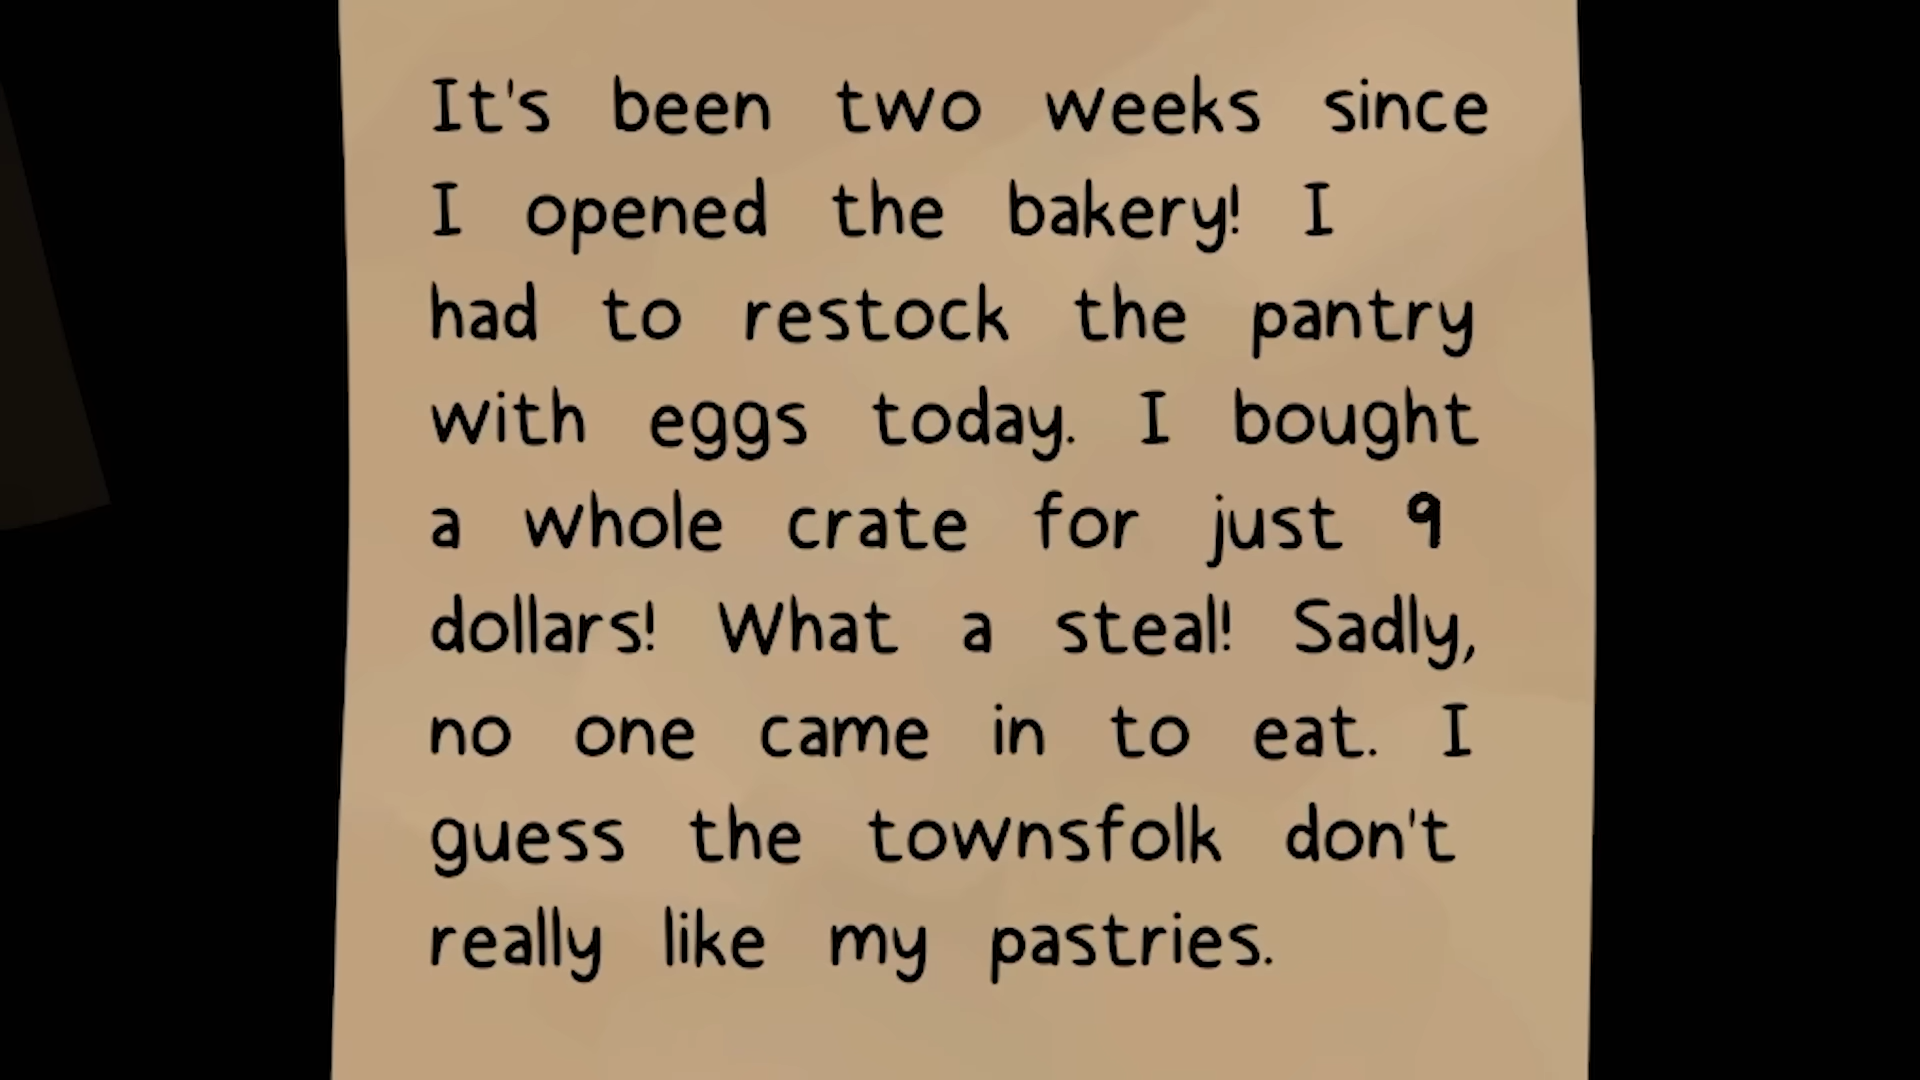 It's been two weeks since
I opened the bakery! I
had to restock the pantry
with eggs today. I bought
a whole crate for just 9
dollars! What a steal! Sadly,
no one came in to eat. I
guess the townsfolk don't
really like my pastries.